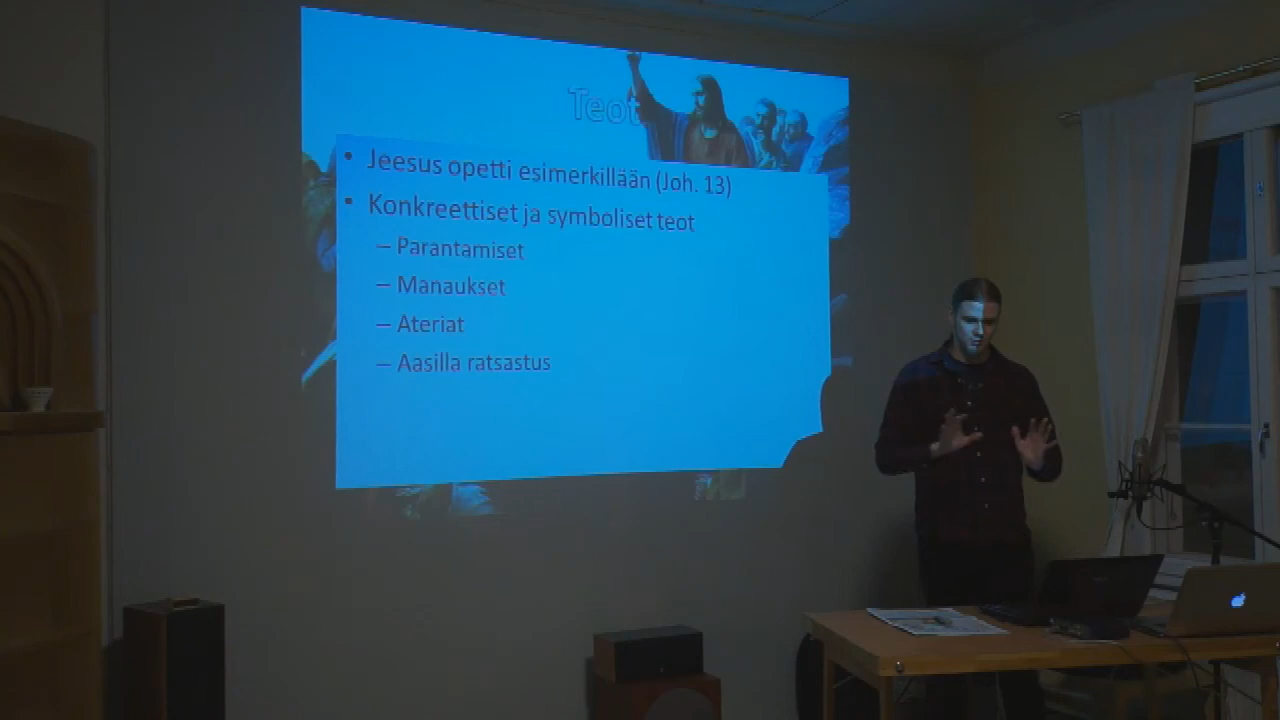 Teot
• Jeesus opetti esimerkillään (Joh. 13)
• Konkreettiset ja symboliset teot
– Parantamiset
– Manaukset
– Ateriat
– Aasilla ratsastus